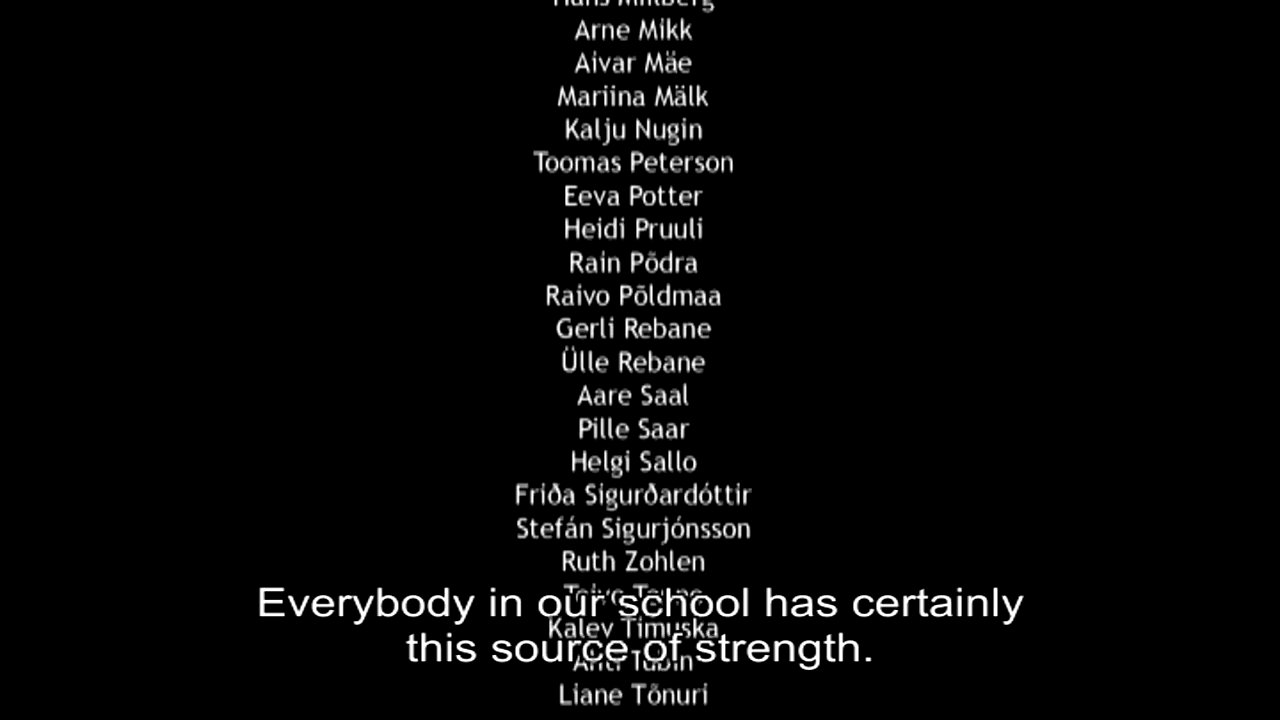 Arne Mikk
Aivar Mäe
Mariina Mälk
Kalju Nugin
Toomas Peterson
Eeva Potter
Heidi Pruuli
Rain Põdra
Raivo Põldmaa
Gerli Rebane
Ülle Rebane
Aare Saal
Pille Saar
Helgi Sallo
Friða Sigurðardóttir
Stefán Sigurjónsson
Ruth Zohlen
Everybody in our school has certainly
Kalev Timuska
this source of strength.
Liane Tõnuri